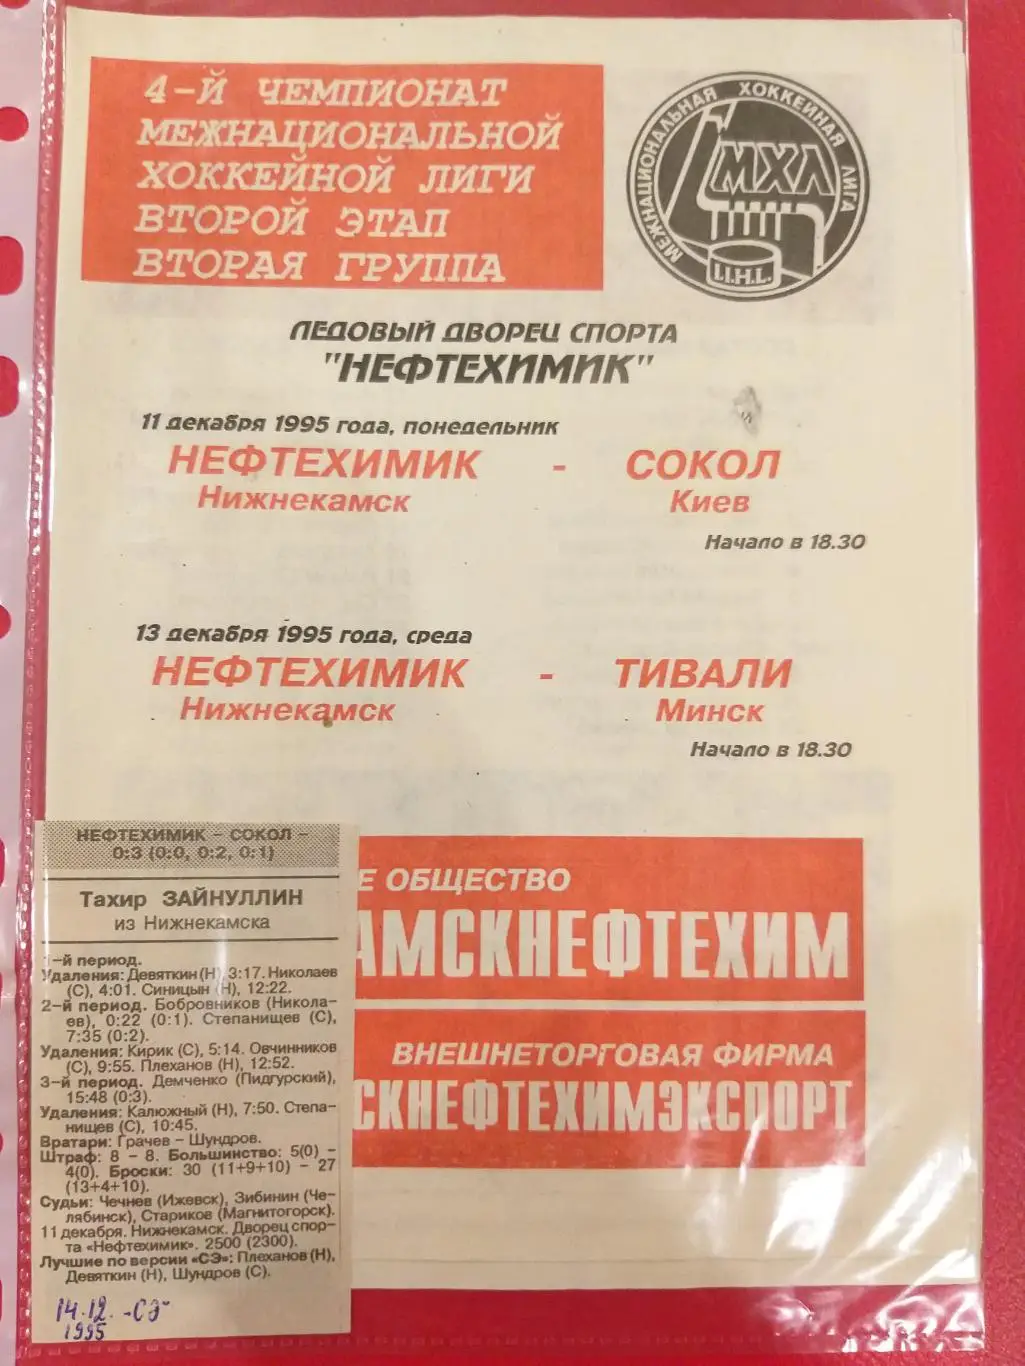 4-Й ЧЕМПИОНАТ
МЕЖНАЦИОНАЛЬНОЙ
ХОККЕЙНОЙ ЛИГИ
ВТОРОЙ ЭТАП
ВТОРАЯ ГРУППА
МЕЖНАЦИОНАЛЬНАЯ ХОККЕЙНАЯ ЛИГА
МХЛ
I.I.H.L.
ЛЕДОВЫЙ ДВОРЕЦ СПОРТА
"НЕФТЕХИМИК"
11 декабря 1995 года, понедельник
НЕФТЕХИМИК - СОКОЛ
Нижнекамск Киев
Начало в 18.30
13 декабря 1995 года, среда
НЕФТЕХИМИК - ТИВАЛИ
Нижнекамск Минск
Начало в 18.30
Е ОБЩЕСТВО
АМСКНЕФТЕХИМ
ВНЕШНЕТОРГОВАЯ ФИРМА
СКНЕФТЕХИМЭКСПОРТ
НЕФТЕХИМИК – СОКОЛ –
0:3 (0:0, 0:2, 0:1)
Тахир ЗАЙНУЛЛИН
из Нижнекамска
1-й период.
Удаления: Девяткин (Н), 3:17. Николаев
(С), 4:01. Синицын (Н), 12:22.
2-й период. Бобровников (Никола-
ев), 0:22 (0:1). Степанищев (С),
7:35 (0:2).
Удаления: Кирик (С), 5:14. Овчинников
(С), 9:55. Плеханов (Н), 12:52.
3-й период. Демченко (Пидгурский),
15:48 (0:3).
Удаления: Калюжный (Н), 7:50. Степа-
нищев (С), 10:45.
Вратари: Грачев – Шундров.
Штраф: 8 – 8. Большинство: 5(0) –
4(0). Броски: 30 (11+9+10) – 27
(13+4+10).
Судьи: Чечнев (Ижевск), Зибинин (Че-
лябинск), Стариков (Магнитогорск).
11 декабря. Нижнекамск. Дворец спор-
та «Нефтехимик». 2500 (2300).
Лучшие по версии «СЭ»: Плеханов (Н),
Девяткин (Н), Шундров (С).
14.12. -СЭ"
1995